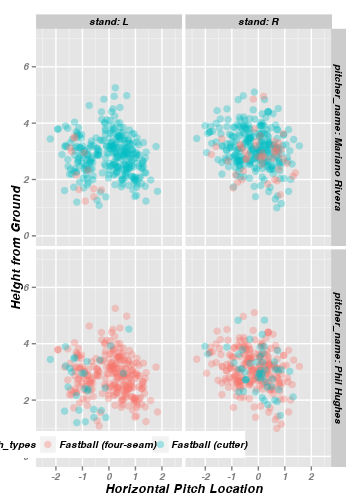 stand: L
stand: R
6
4
2
0
pitcher_name: Mariano Rivera
Height from Ground
6
4
2
0
pitcher_name: Phil Hughes
h_types Fastball (four-seam) Fastball (cutter)
-2 -1 0 1 2 -2 -1 0 1 2
Horizontal Pitch Location